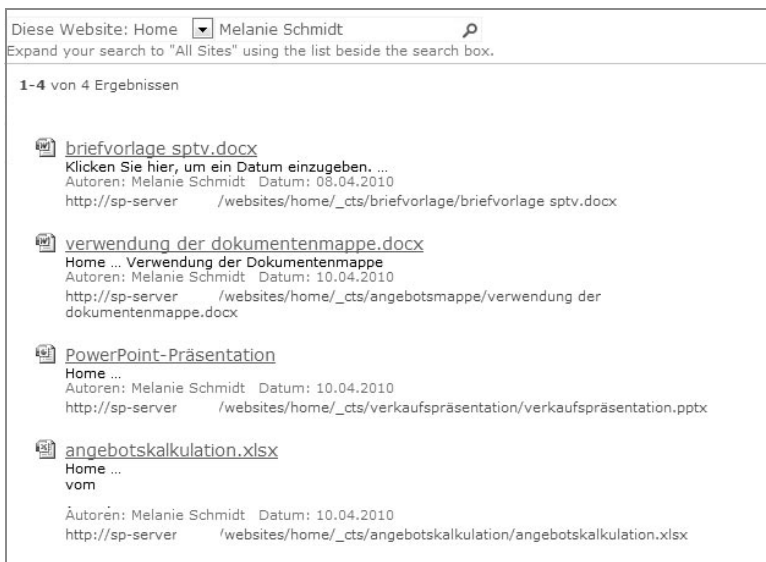 Diese Website: Home Melanie Schmidt
Expand your search to "All Sites" using the list beside the search box.
1-4 von 4 Ergebnissen
briefvorlage sptv.docx
Klicken Sie hier, um ein Datum einzugeben. ...
Autoren: Melanie Schmidt Datum: 08.04.2010
http://sp-server /websites/home/_cts/briefvorlage/briefvorlage sptv.docx
verwendung der dokumentenmappe.docx
Home ... Verwendung der Dokumentenmappe
Autoren: Melanie Schmidt Datum: 10.04.2010
http://sp-server /websites/home/_cts/angebotsmappe/verwendung der
dokumentenmappe.docx
PowerPoint-Präsentation
Home ...
Autoren: Melanie Schmidt Datum: 10.04.2010
http://sp-server /websites/home/_cts/verkaufspräsentation/verkaufspräsentation.pptx
angebotskalkulation.xlsx
Home ...
vom
Autoren: Melanie Schmidt Datum: 10.04.2010
http://sp-server /websites/home/_cts/angebotskalkulation/angebotskalkulation.xlsx